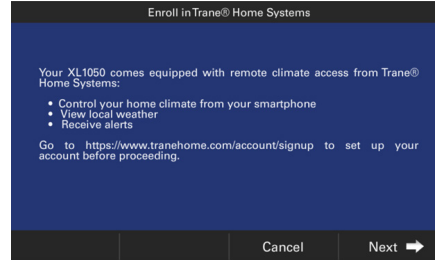 Enroll in Trane® Home Systems
Your XL1050 comes equipped with remote climate access from Trane®
Home Systems:
• Control your home climate from your smartphone
• View local weather
• Receive alerts
Go to https://www.tranehome.com/account/signup to set up your
account before proceeding.
Cancel
Next